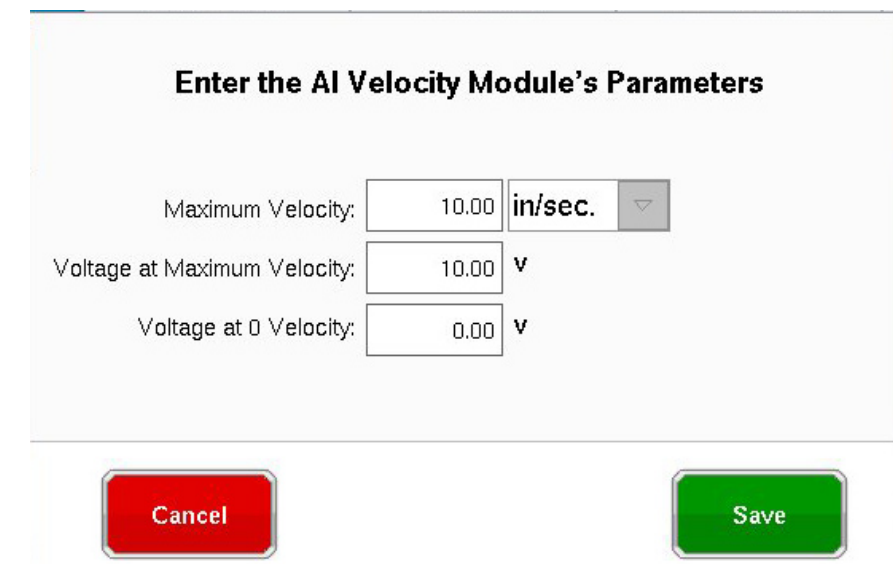 Enter the AI Velocity Module's Parameters
Maximum Velocity: 10.00 in/sec.
Voltage at Maximum Velocity: 10.00 v
Voltage at 0 Velocity: 0.00 v
Cancel Save